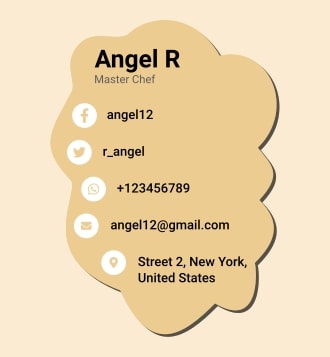 Angel R
Master Chef
angel12
r_angel
+123456789
angel12@gmail.com
Street 2, New York,
United States